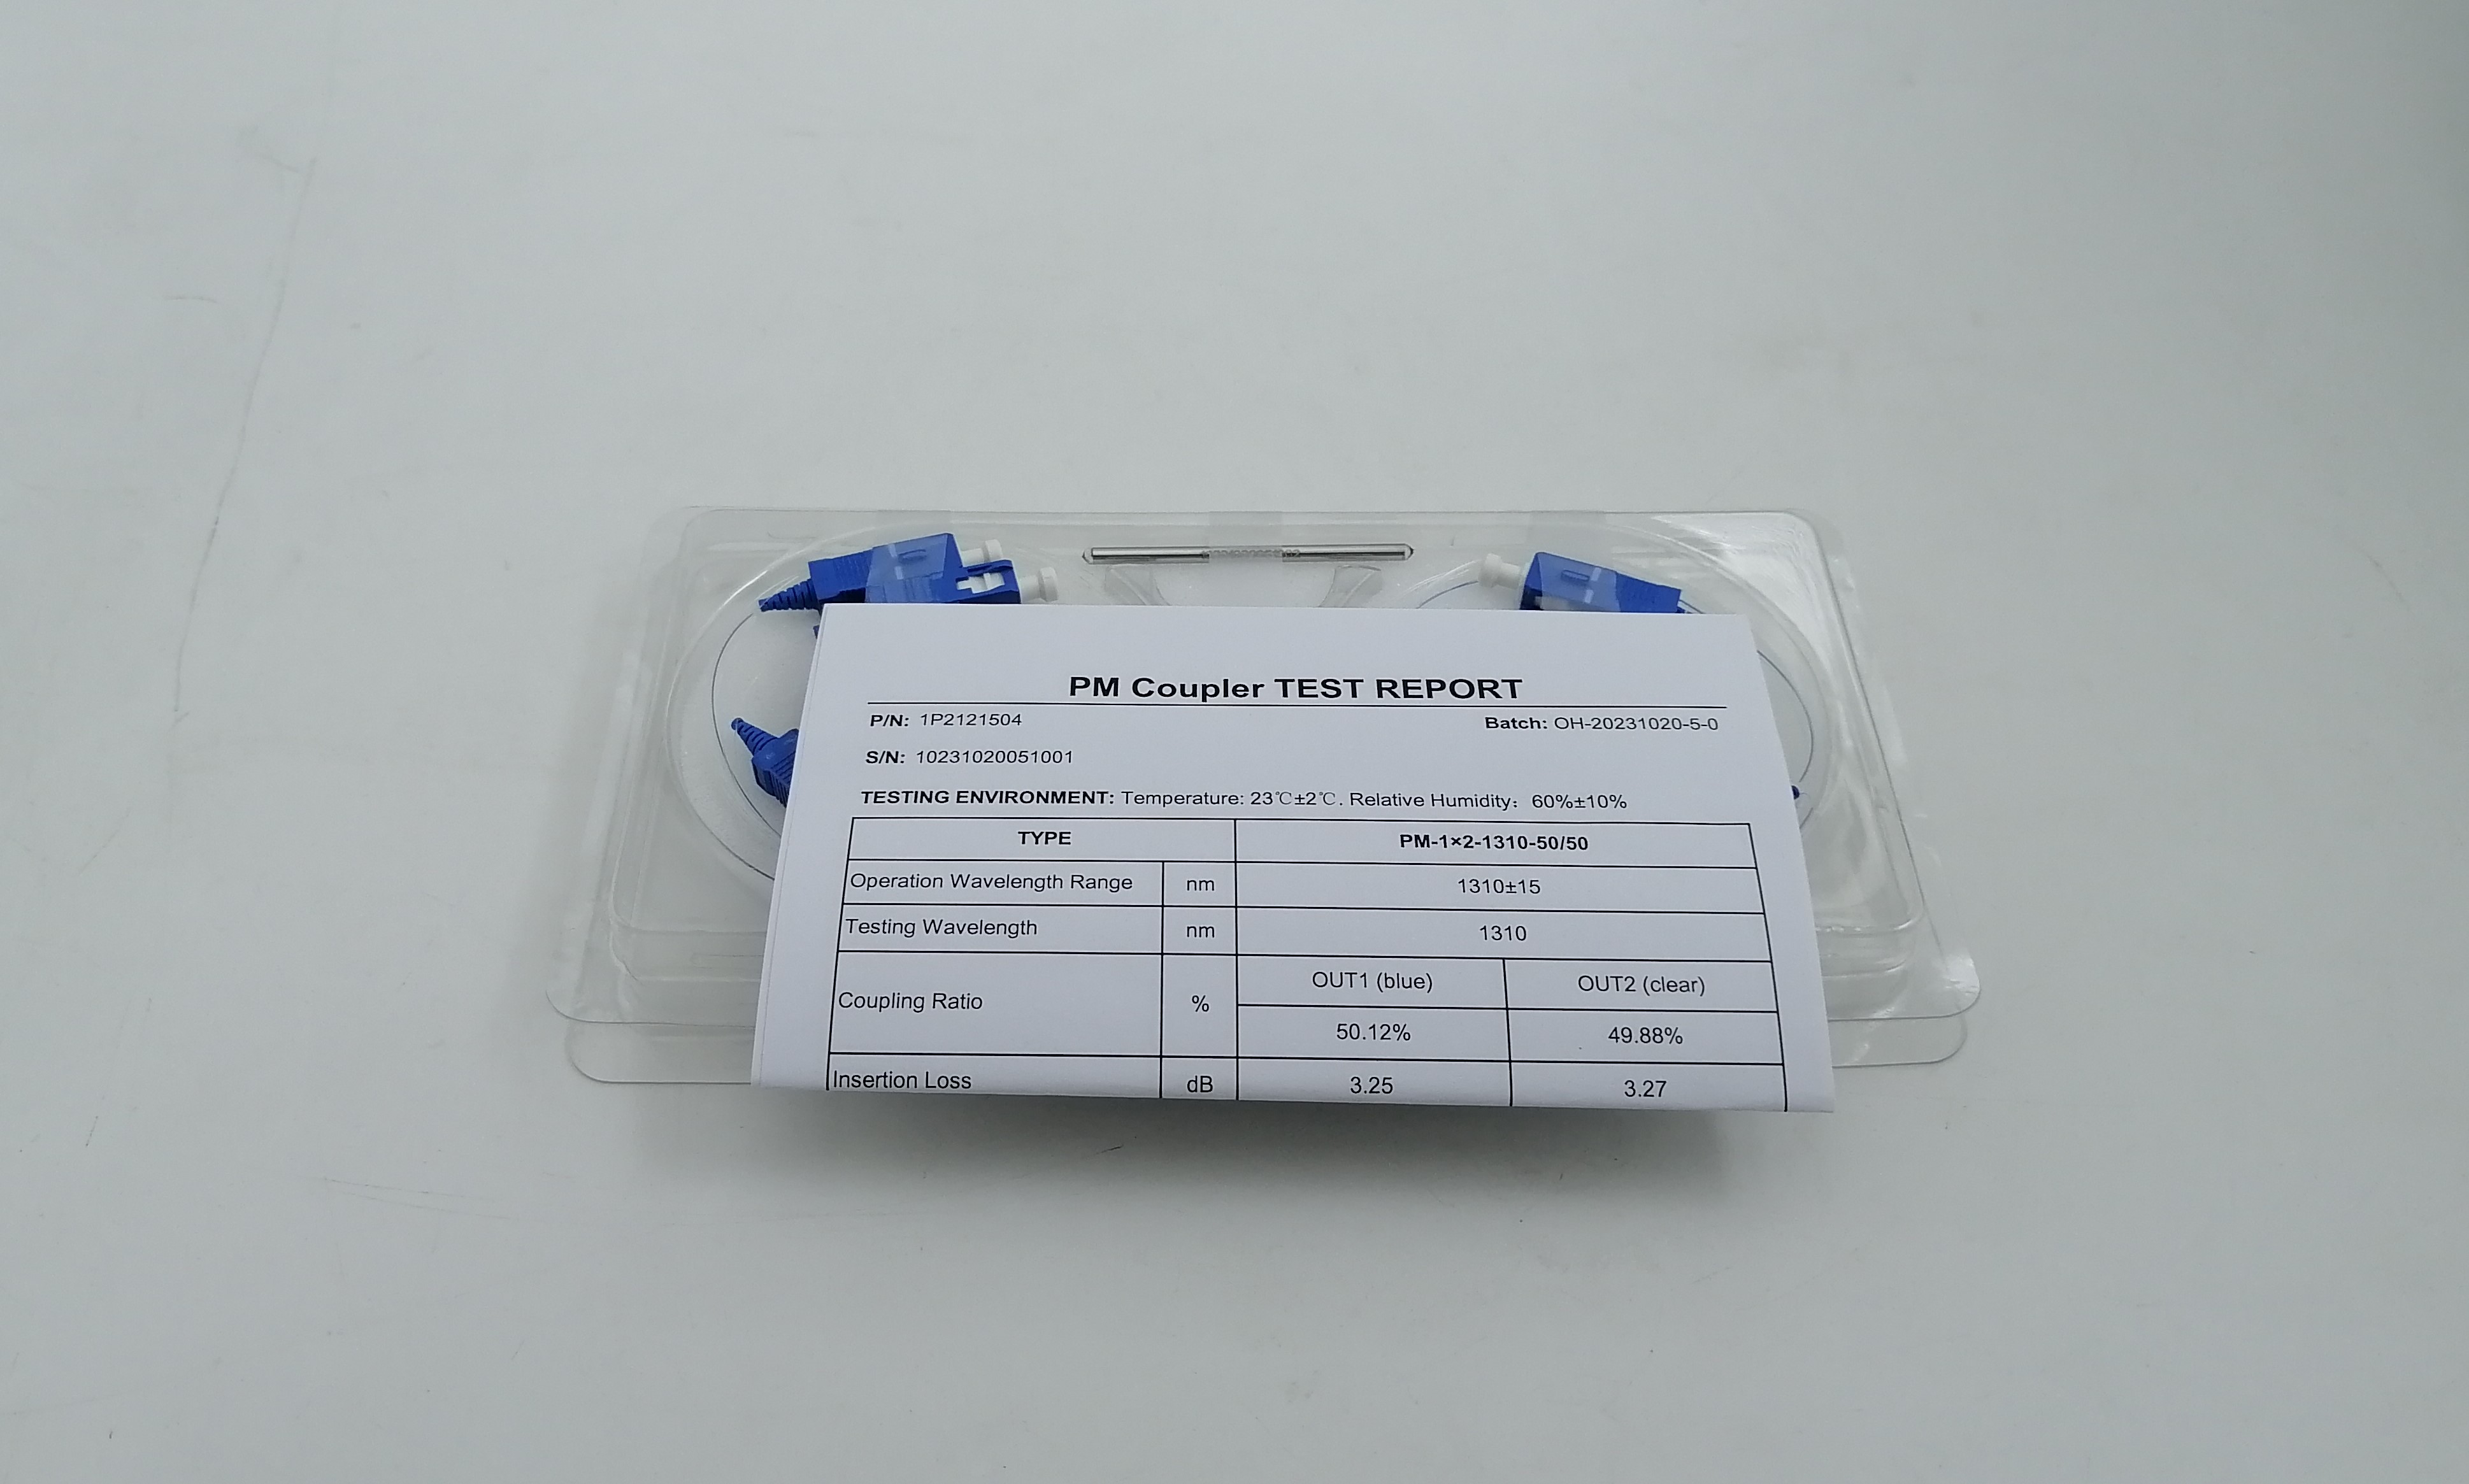 PM Coupler TEST REPORT
P/N: 1P2121504 Batch: OH-20231020-5-0
S/N: 10231020051001
TESTING ENVIRONMENT: Temperature: 23℃±2℃. Relative Humidity: 60%±10%
TYPE PM-1×2-1310-50/50
Operation Wavelength Range nm 1310±15
Testing Wavelength nm 1310
Coupling Ratio % OUT1 (blue) OUT2 (clear)
50.12% 49.88%
Insertion Loss dB 3.25 3.27